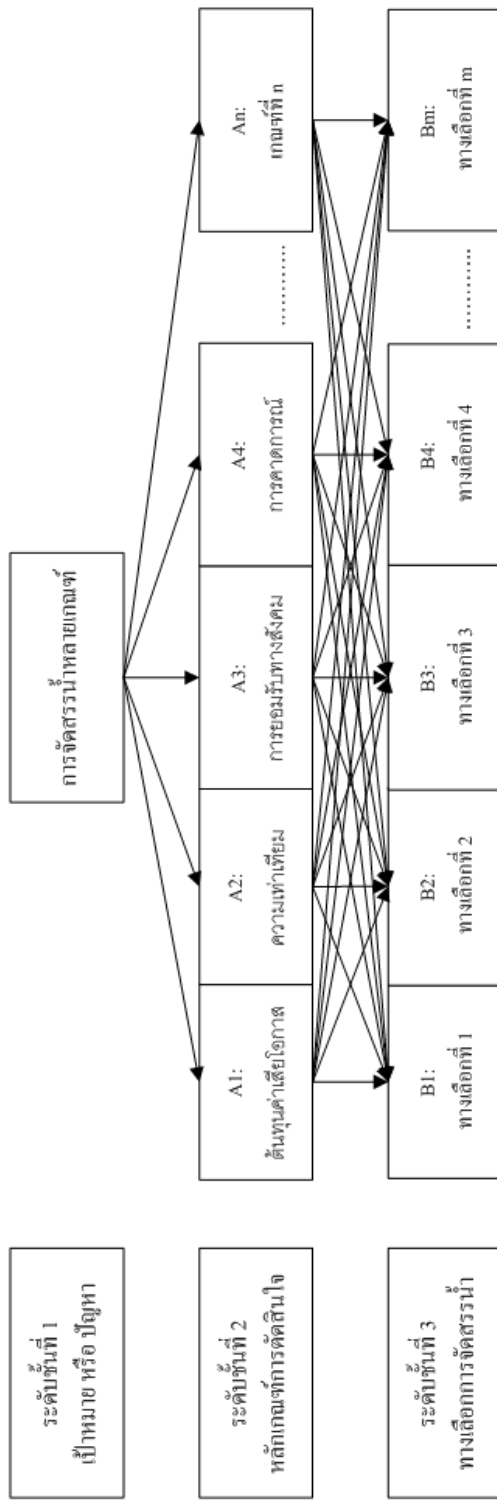 ระดับชั้นที่ 1
เป้าหมาย หรือ ปัญหา
การจัดสรรน้ำหลายเกณฑ์
ระดับชั้นที่ 2
หลักเกณฑ์การตัดสินใจ
A1:
ต้นทุนค่าเสียโอกาส
A2:
ความเท่าเทียม
A3:
การยอมรับทางสังคม
A4:
การคาดการณ์
............
An:
เกณฑ์ที่ n
ระดับชั้นที่ 3
ทางเลือกการจัดสรรน้ำ
B1:
ทางเลือกที่ 1
B2:
ทางเลือกที่ 2
B3:
ทางเลือกที่ 3
B4:
ทางเลือกที่ 4
............
Bm:
ทางเลือกที่ m